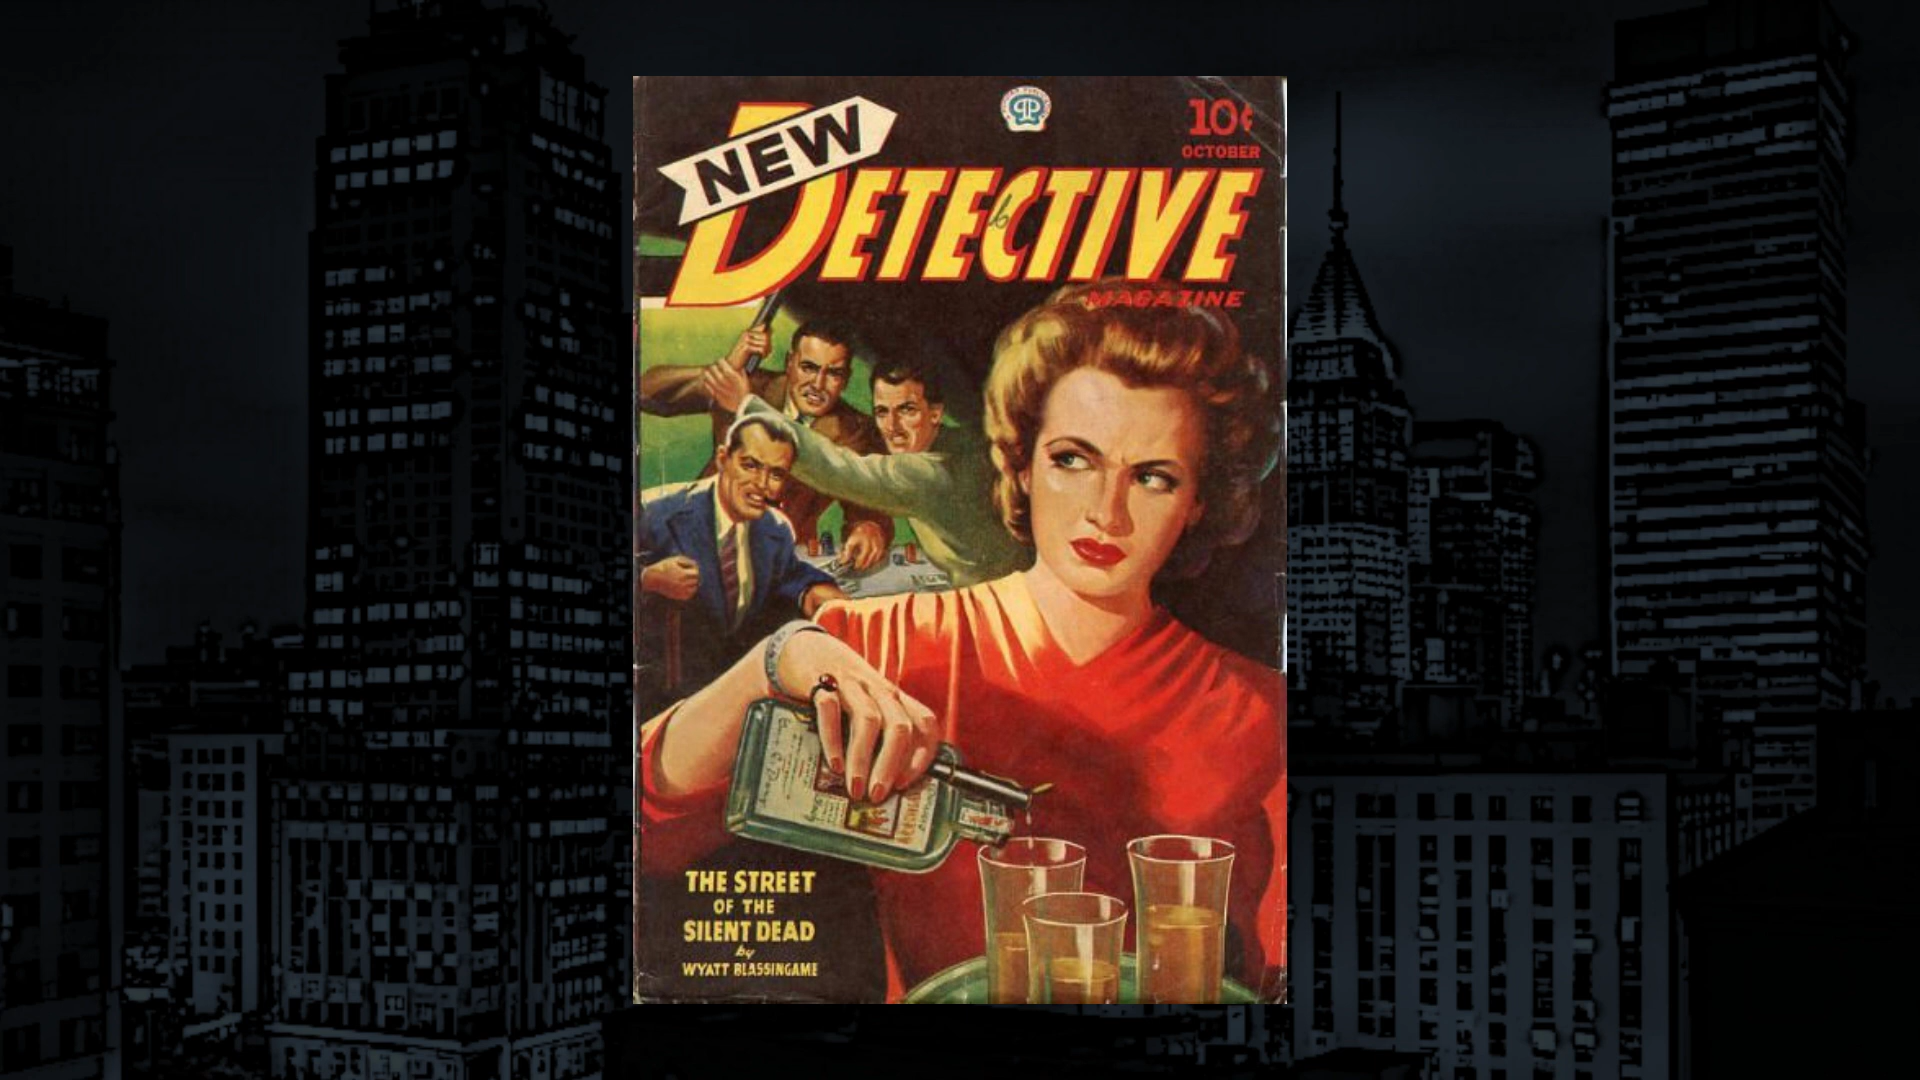 NEW
DETECTIVE
MAGAZINE
10¢
OCTOBER
THE STREET
OF THE
SILENT DEAD
by
WYATT BLASSINGAME